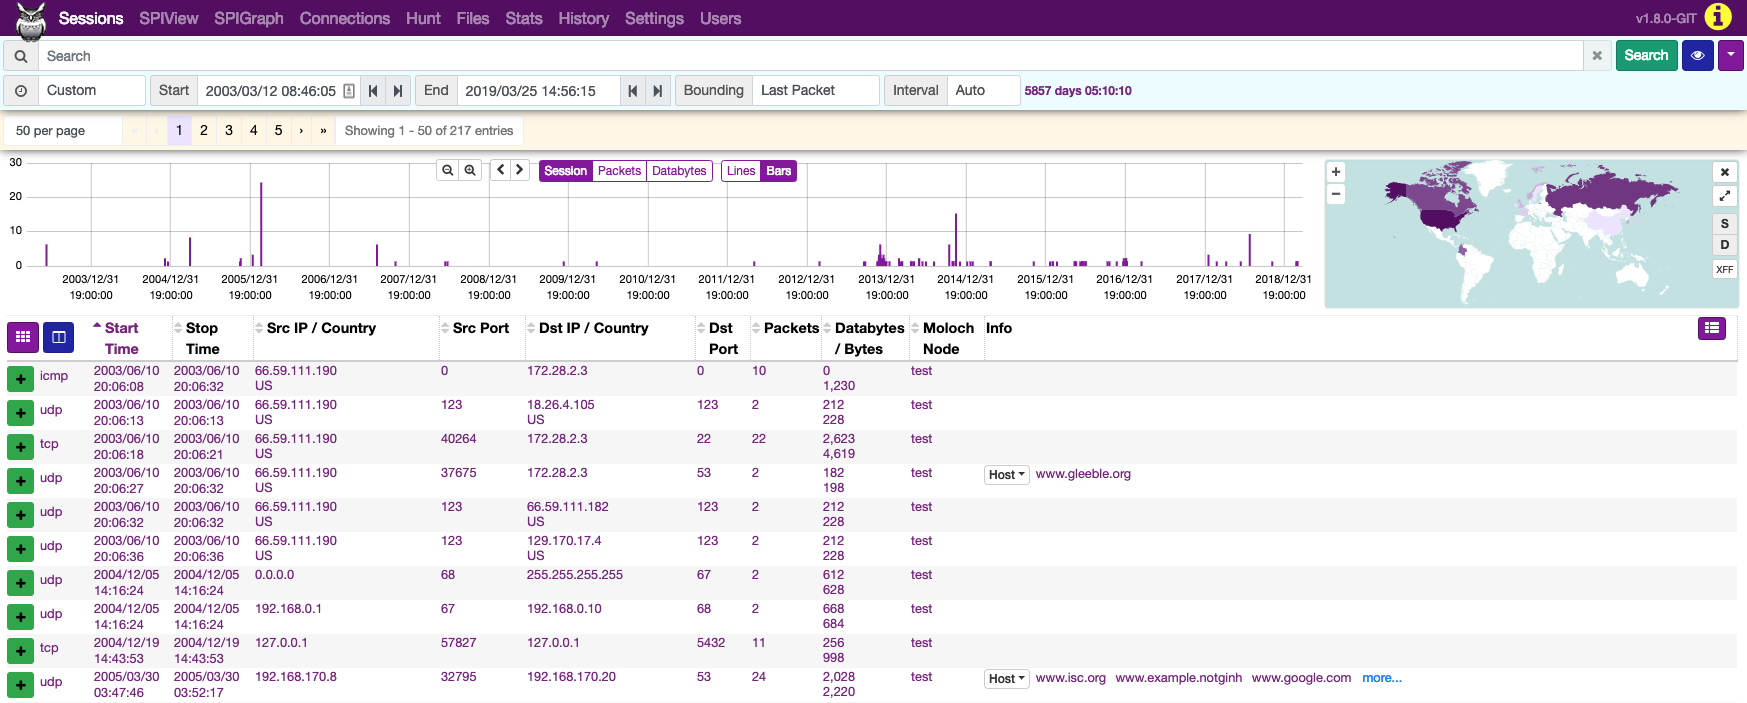 Sessions SPIView SPIGraph Connections Hunt Files Stats History Settings Users v1.8.0-GIT
Search Search
Custom Start 2003/03/12 08:46:05 End 2019/03/25 14:56:15 Bounding Last Packet Interval Auto 5857 days 05:10:10
50 per page « ‹ 1 2 3 4 5 › » Showing 1 - 50 of 217 entries
Session Packets Databytes Lines Bars
30
20
10
0
2003/12/31 2004/12/31 2005/12/31 2006/12/31 2007/12/31 2008/12/31 2009/12/31 2010/12/31 2011/12/31 2012/12/31 2013/12/31 2014/12/31 2015/12/31 2016/12/31 2017/12/31 2018/12/31
19:00:00 19:00:00 19:00:00 19:00:00 19:00:00 19:00:00 19:00:00 19:00:00 19:00:00 19:00:00 19:00:00 19:00:00 19:00:00 19:00:00 19:00:00 19:00:00
+
−
S
D
XFF
Start Stop Src IP / Country Src Port Dst IP / Country Dst Packets Databytes Moloch Info
Time Time Port / Bytes Node
icmp 2003/06/10 2003/06/10 66.59.111.190 0 172.28.2.3 0 10 0 test
20:06:08 20:06:32 US 1,230
udp 2003/06/10 2003/06/10 66.59.111.190 123 18.26.4.105 123 2 212 test
20:06:13 20:06:13 US US 228
tcp 2003/06/10 2003/06/10 66.59.111.190 40264 172.28.2.3 22 22 2,623 test
20:06:18 20:06:21 US 4,619
udp 2003/06/10 2003/06/10 66.59.111.190 37675 172.28.2.3 53 2 182 test Host www.gleeble.org
20:06:27 20:06:32 US 198
udp 2003/06/10 2003/06/10 66.59.111.190 123 66.59.111.182 123 2 212 test
20:06:32 20:06:32 US US 228
udp 2003/06/10 2003/06/10 66.59.111.190 123 129.170.17.4 123 2 212 test
20:06:36 20:06:36 US US 228
udp 2004/12/05 2004/12/05 0.0.0.0 68 255.255.255.255 67 2 612 test
14:16:24 14:16:24 628
udp 2004/12/05 2004/12/05 192.168.0.1 67 192.168.0.10 68 2 668 test
14:16:24 14:16:24 684
tcp 2004/12/19 2004/12/19 127.0.0.1 57827 127.0.0.1 5432 11 256 test
14:43:53 14:43:53 998
udp 2005/03/30 2005/03/30 192.168.170.8 32795 192.168.170.20 53 24 2,028 test Host www.isc.org www.example.notginh www.google.com more...
03:47:46 03:52:17 2,220